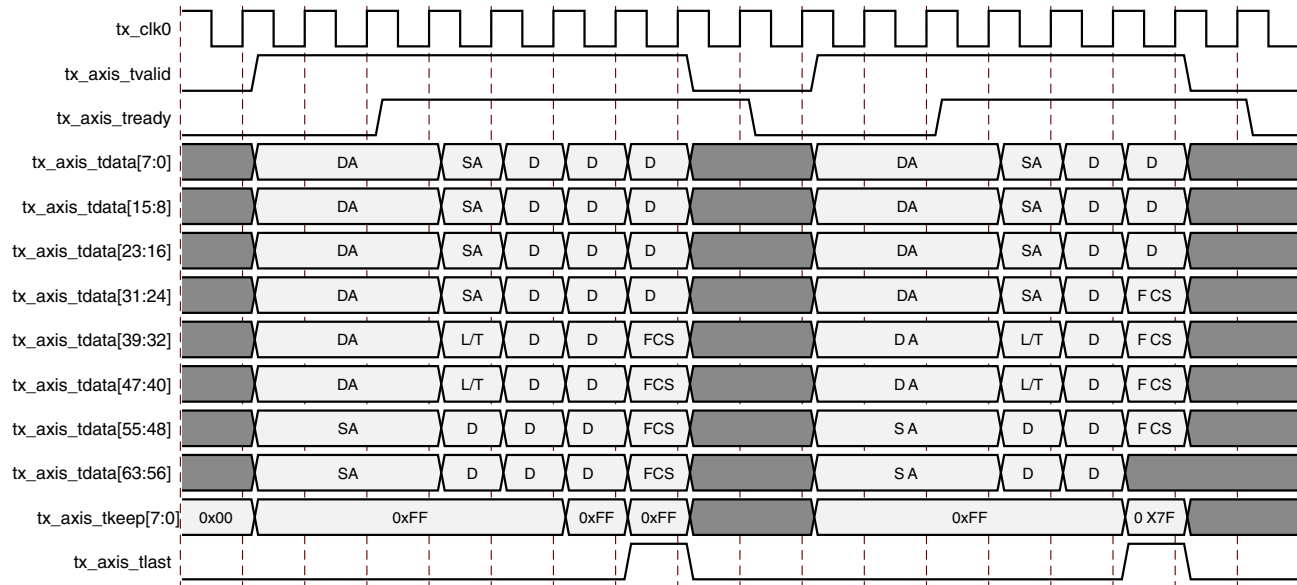 tx_clk0
tx_axis_tvalid
tx_axis_tready
tx_axis_tdata[7:0] DA SA D D D DA SA D D
tx_axis_tdata[15:8] DA SA D D D DA SA D D
tx_axis_tdata[23:16] DA SA D D D DA SA D D
tx_axis_tdata[31:24] DA SA D D D DA SA D F CS
tx_axis_tdata[39:32] DA L/T D D FCS D A L/T D F CS
tx_axis_tdata[47:40] DA L/T D D FCS D A L/T D F CS
tx_axis_tdata[55:48] SA D D D FCS S A D D F CS
tx_axis_tdata[63:56] SA D D D FCS S A D D
tx_axis_tkeep[7:0] 0x00 0xFF 0xFF 0xFF 0xFF 0 X7F
tx_axis_tlast